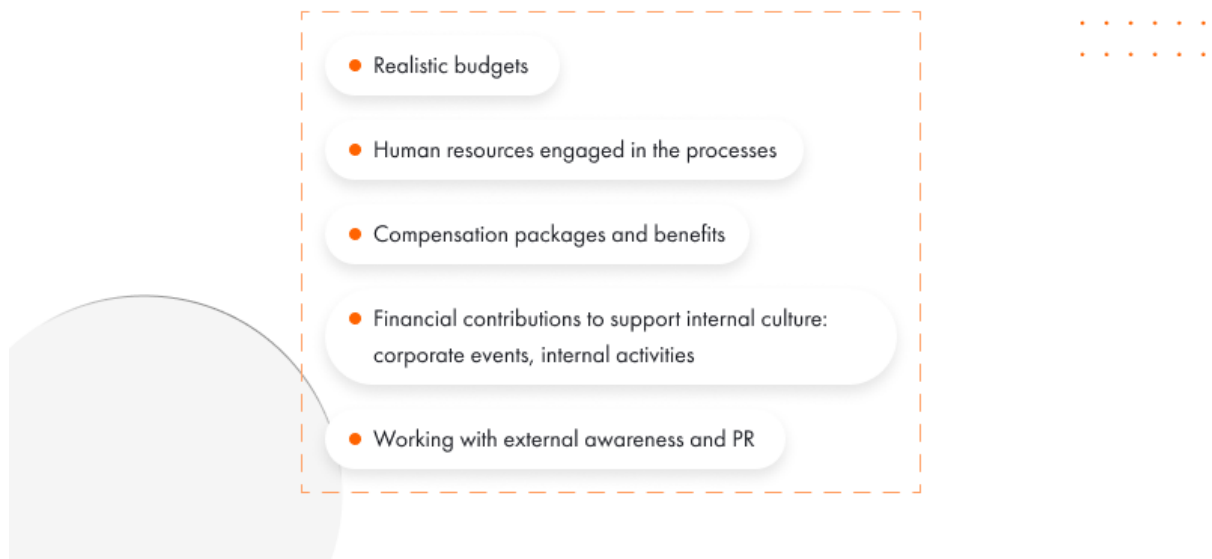 Realistic budgets
Human resources engaged in the processes
Compensation packages and benefits
Financial contributions to support internal culture:
corporate events, internal activities
Working with external awareness and PR